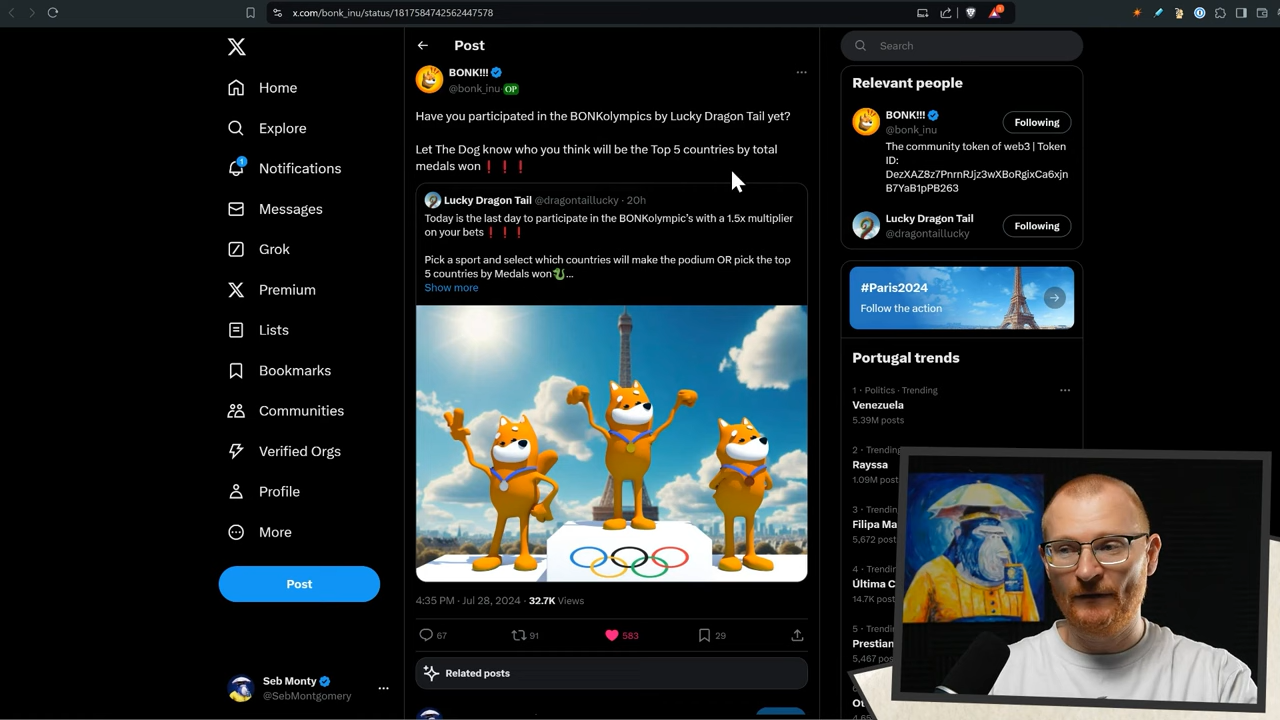 x.com/bonk_inu/status/1817584742562447578
Home
Explore
1
Notifications
Messages
Grok
Premium
Lists
Bookmarks
Communities
Verified Orgs
Profile
More
Post
Seb Monty
@SebMontgomery
Post
BONK!!!
@bonk_inu· OP
Have you participated in the BONKolympics by Lucky Dragon Tail yet?
Let The Dog know who you think will be the Top 5 countries by total
medals won❗❗❗
Lucky Dragon Tail @dragontaillucky · 20h
Today is the last day to participate in the BONKolympic's with a 1.5x multiplier
on your bets❗❗❗
Pick a sport and select which countries will make the podium OR pick the top
5 countries by Medals won🐉...
Show more
4:35 PM · Jul 28, 2024 · 32.7K Views
67 91 583 29
Related posts
Search
Relevant people
BONK!!!
@bonk_inu
Following
The community token of web3 | Token
ID:
DezXAZ8z7PnrnRJjz3wXBoRgixCa6xjn
B7YaB1pPB263
Lucky Dragon Tail
@dragontaillucky
Following
#Paris2024
Follow the action
Portugal trends
1 · Politics · Trending
Venezuela
5.39M posts
2 · Trending
Rayssa
1.09M posts
3 · Trending
Filipa
5,672 posts
4 · Trending
Última
14.7K posts
5 · Trending
5,467